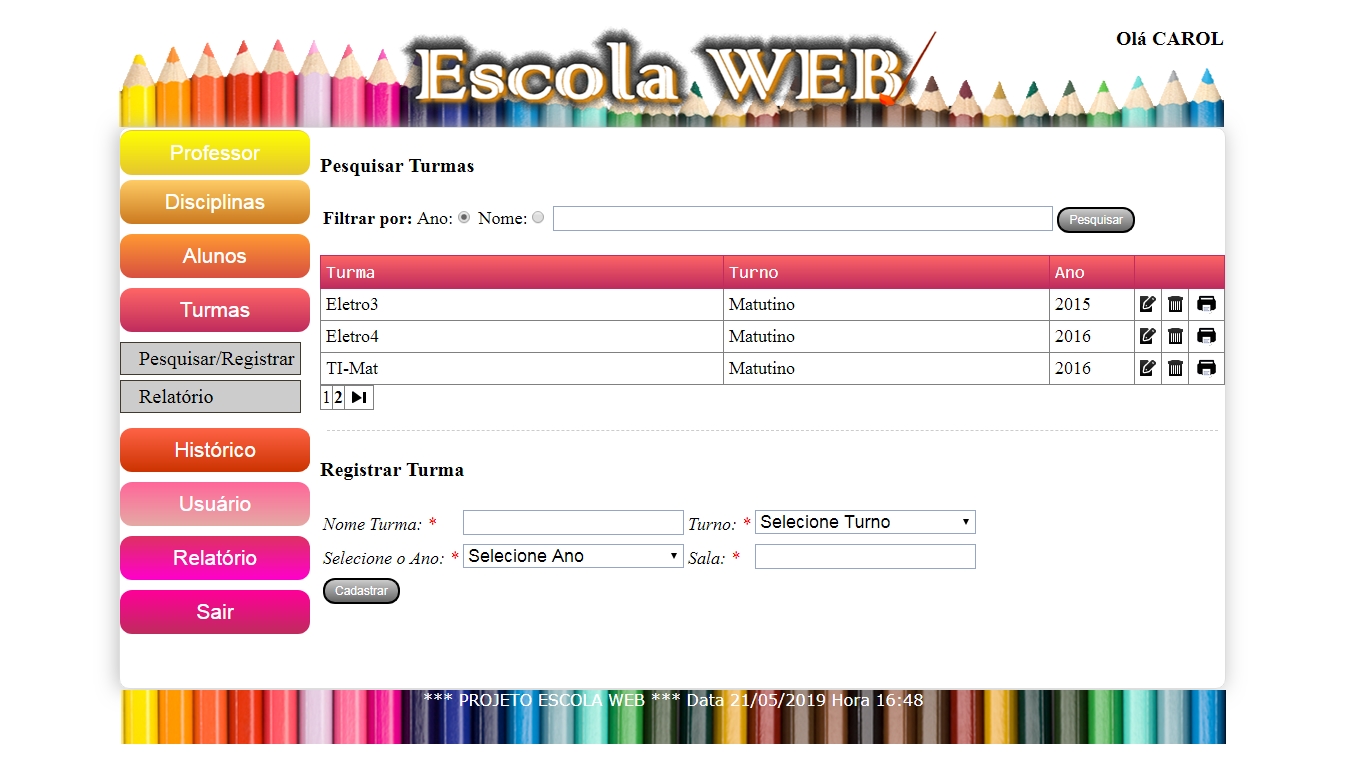 Escola WEB
Olá CAROL
Professor
Disciplinas
Alunos
Turmas
Pesquisar/Registrar
Relatório
Histórico
Usuário
Relatório
Sair
Pesquisar Turmas
Filtrar por: Ano: Nome: Pesquisar
Turma Turno Ano
Eletro3 Matutino 2015
Eletro4 Matutino 2016
TI-Mat Matutino 2016
1 2
Registrar Turma
Nome Turma: * Turno: * Selecione Turno
Selecione o Ano: * Selecione Ano Sala: *
Cadastrar
*** PROJETO ESCOLA WEB *** Data 21/05/2019 Hora 16:48